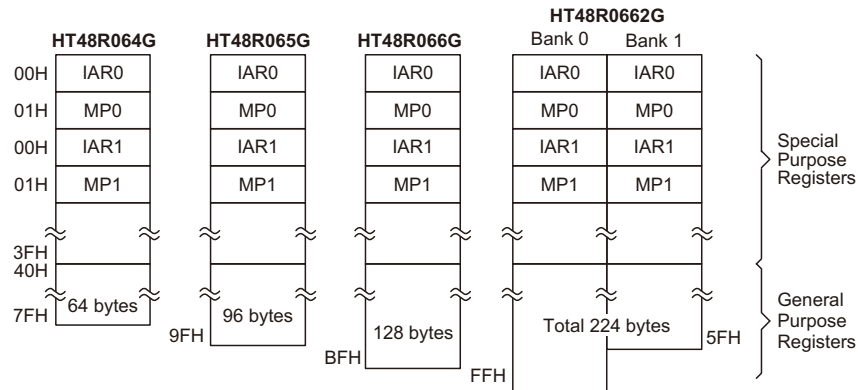 HT48R0662G
HT48R064G HT48R065G HT48R066G Bank 0 Bank 1
00H IAR0 IAR0 IAR0 IAR0 IAR0
01H MP0 MP0 MP0 MP0 MP0
00H IAR1 IAR1 IAR1 IAR1 IAR1
01H MP1 MP1 MP1 MP1 MP1
Special
Purpose
Registers
3FH
40H
7FH 64 bytes
9FH 96 bytes
BFH 128 bytes
FFH Total 224 bytes 5FH
General
Purpose
Registers